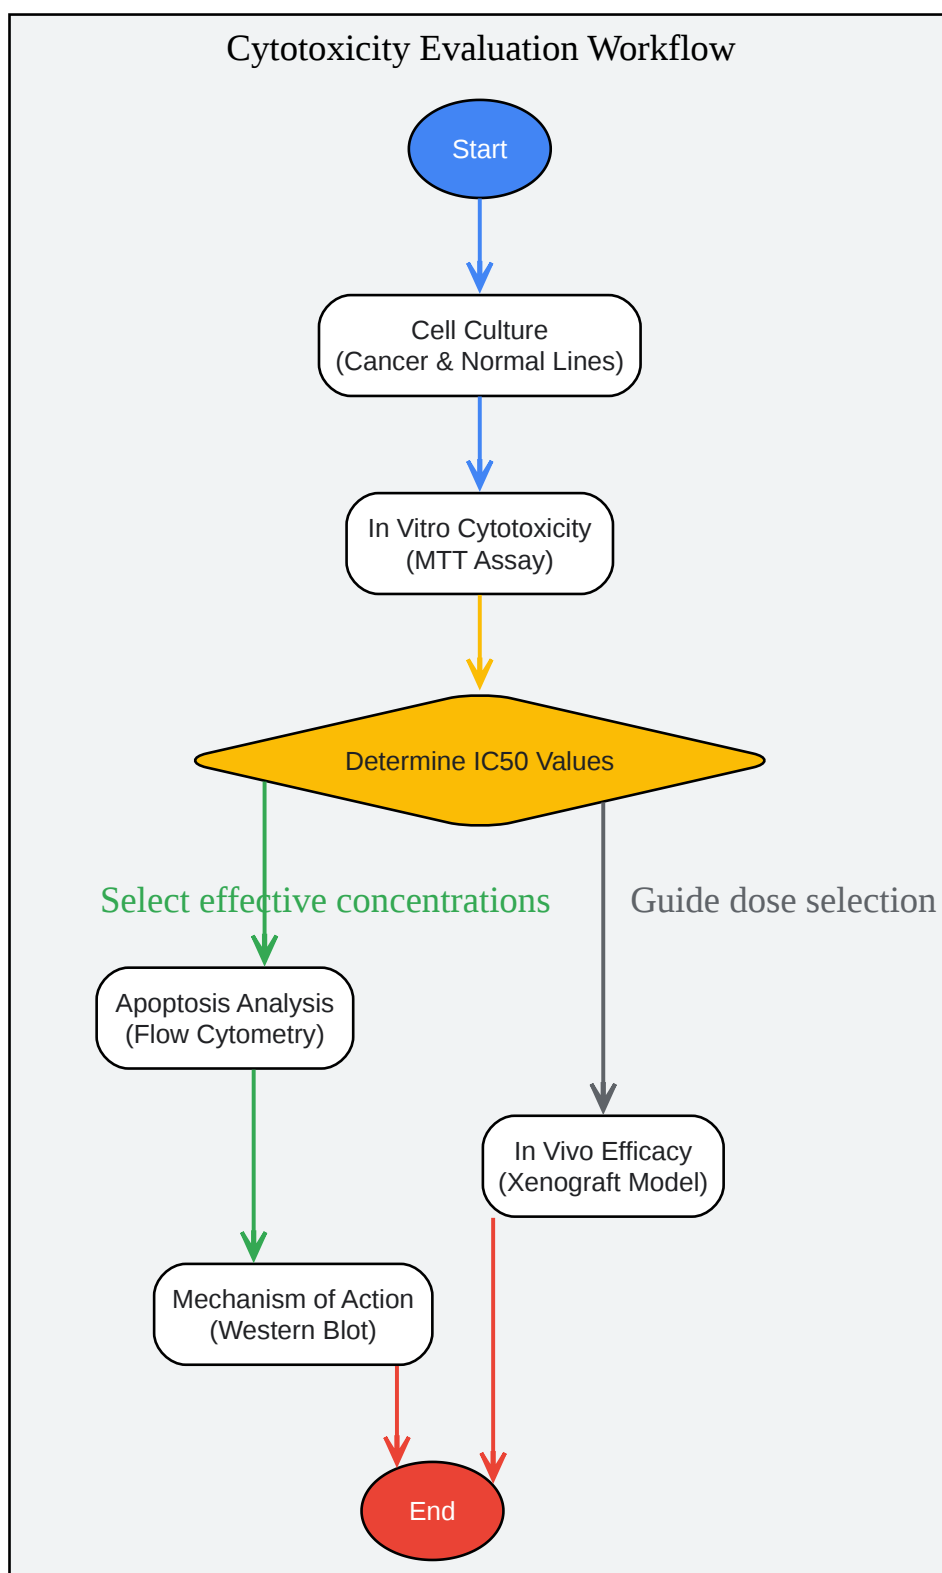 Cytotoxicity Evaluation Workflow
Start
Cell Culture
(Cancer & Normal Lines)
In Vitro Cytotoxicity
(MTT Assay)
Determine IC50 Values
Select effective concentrations
Guide dose selection
Apoptosis Analysis
(Flow Cytometry)
In Vivo Efficacy
(Xenograft Model)
Mechanism of Action
(Western Blot)
End